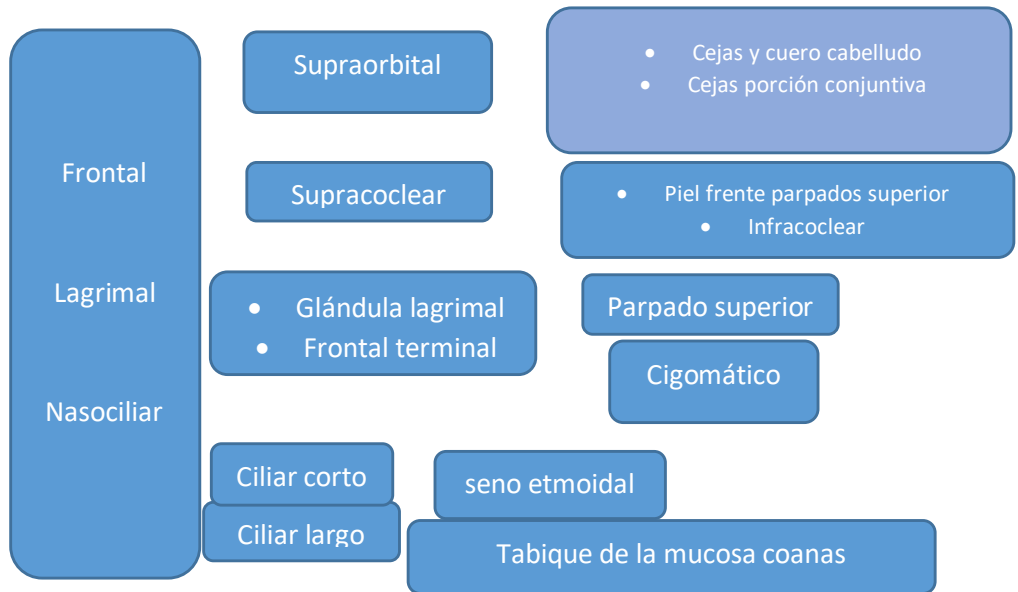 Frontal
Lagrimal
Nasociliar
Supraorbital
• Cejas y cuero cabelludo
• Cejas porción conjuntiva
Supracoclear
• Piel frente parpados superior
• Infracoclear
• Glándula lagrimal
• Frontal terminal
Parpado superior
Cigomático
Ciliar corto
seno etmoidal
Ciliar largo
Tabique de la mucosa coanas